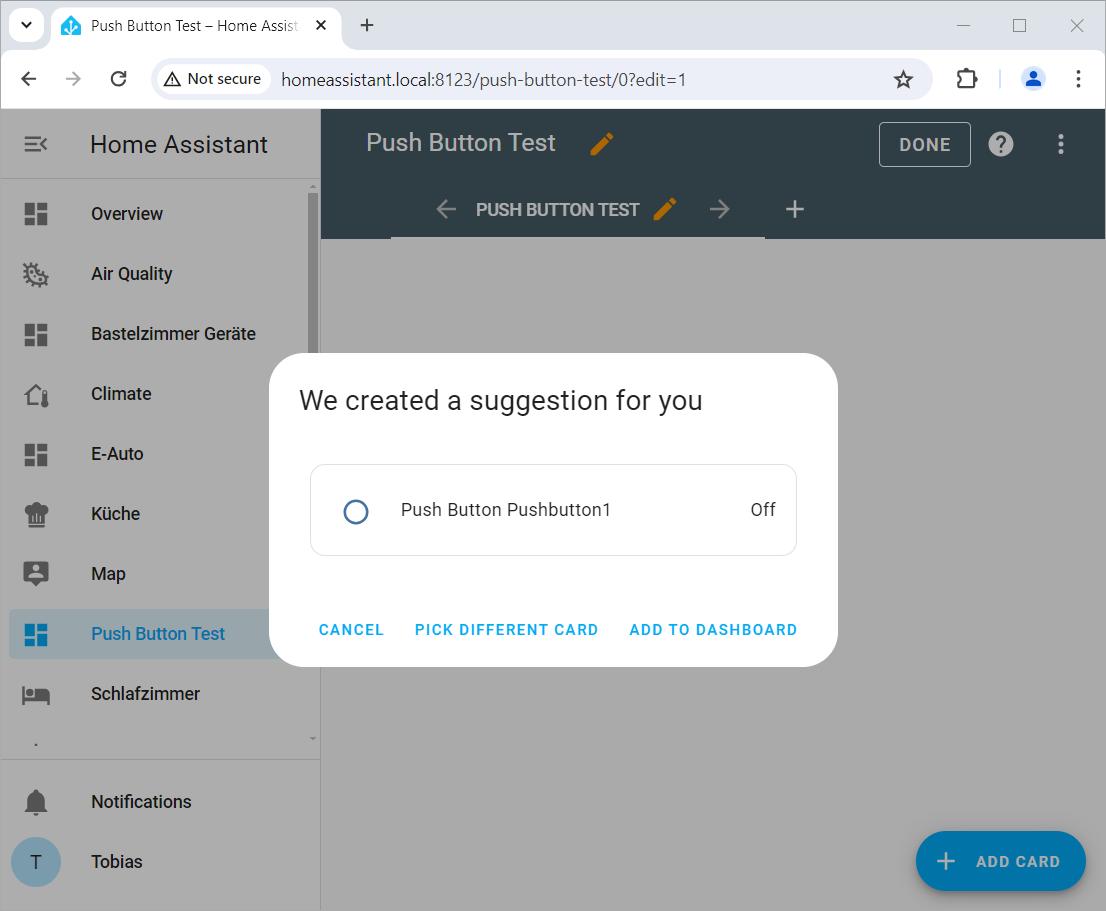 Push Button Test – Home Assist
Not secure
homeassistant.local:8123/push-button-test/0?edit=1
Home Assistant
Push Button Test
DONE
PUSH BUTTON TEST
Overview
Air Quality
Bastelzimmer Geräte
Climate
E-Auto
Küche
Map
Push Button Test
Schlafzimmer
We created a suggestion for you
Push Button Pushbutton1 Off
CANCEL PICK DIFFERENT CARD ADD TO DASHBOARD
Notifications
T Tobias
ADD CARD